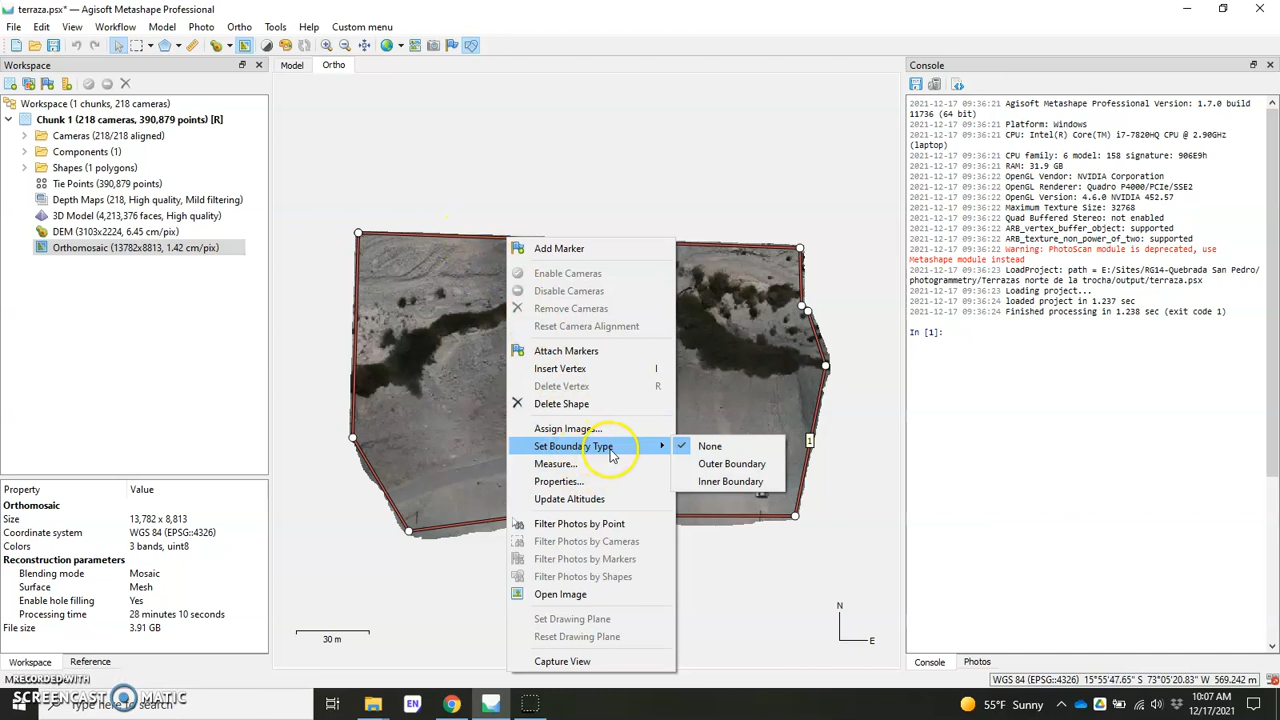 terraza.psx* — Agisoft Metashape Professional
File Edit View Workflow Model Photo Ortho Tools Help Custom menu
Workspace
Model Ortho
Console
Workspace (1 chunks, 218 cameras)
Chunk 1 (218 cameras, 390,879 points) [R]
Cameras (218/218 aligned)
Components (1)
Shapes (1 polygons)
Tie Points (390,879 points)
Depth Maps (218, High quality, Mild filtering)
3D Model (4,213,376 faces, High quality)
DEM (3103x2224, 6.45 cm/pix)
Orthomosaic (13782x8813, 1.42 cm/pix)
Property Value
Orthomosaic
Size 13,782 x 8,813
Coordinate system WGS 84 (EPSG::4326)
Colors 3 bands, uint8
Reconstruction parameters
Blending mode Mosaic
Surface Mesh
Enable hole filling Yes
Processing time 28 minutes 10 seconds
File size 3.91 GB
Workspace Reference
Add Marker
Enable Cameras
Disable Cameras
Remove Cameras
Reset Camera Alignment
Attach Markers
Insert Vertex I
Delete Vertex R
Delete Shape
Assign Images...
Set Boundary Type
Measure...
Properties...
Update Altitudes
Filter Photos by Point
Filter Photos by Cameras
Filter Photos by Markers
Filter Photos by Shapes
Open Image
Set Drawing Plane
Reset Drawing Plane
Capture View
None
Outer Boundary
Inner Boundary
1
30 m
N
E
2021-12-17 09:36:21 Agisoft Metashape Professional Version: 1.7.0 build
11736 (64 bit)
2021-12-17 09:36:21 Platform: Windows
2021-12-17 09:36:21 CPU: Intel(R) Core(TM) i7-7820HQ CPU @ 2.90GHz
(laptop)
2021-12-17 09:36:21 CPU family: 6 model: 158 signature: 906E9h
2021-12-17 09:36:21 RAM: 31.9 GB
2021-12-17 09:36:21 OpenGL Vendor: NVIDIA Corporation
2021-12-17 09:36:21 OpenGL Renderer: Quadro P4000/PCIe/SSE2
2021-12-17 09:36:21 OpenGL Version: 4.6.0 NVIDIA 452.57
2021-12-17 09:36:21 Maximum Texture Size: 32768
2021-12-17 09:36:21 Quad Buffered Stereo: not enabled
2021-12-17 09:36:21 ARB_vertex_buffer_object: supported
2021-12-17 09:36:21 ARB_texture_non_power_of_two: supported
2021-12-17 09:36:21 Warning: PhotoScan module is deprecated, use
Metashape module instead
2021-12-17 09:36:23 LoadProject: path = E:/Sites/RG14-Quebrada San Pedro/
photogrammetry/Terrazas norte de la trocha/output/terraza.psx
2021-12-17 09:36:23 Loading project...
2021-12-17 09:36:24 loaded project in 1.237 sec
2021-12-17 09:36:24 Finished processing in 1.238 sec (exit code 1)
In [1]:
Console Photos
WGS 84 (EPSG::4326) 15°55'47.65" S 73°05'20.83" W 569.242 m
RECORDED WITH
SCREENCAST MATIC
Type here to search
EN
55°F Sunny
10:07 AM
12/17/2021